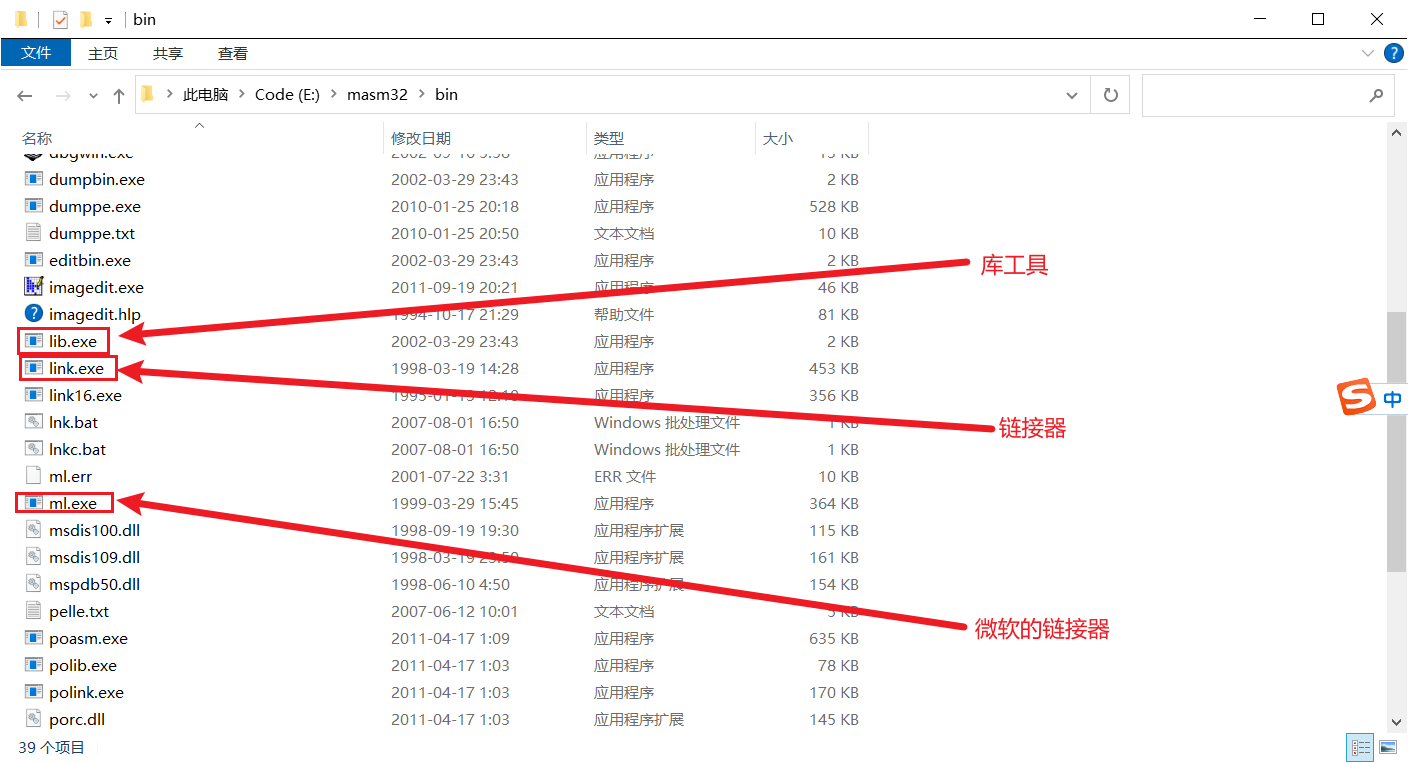 bin
文件 主页 共享 查看
此电脑 Code (E:) masm32 bin
名称 修改日期 类型 大小
dumpbin.exe 2002-03-29 23:43 应用程序 2 KB
dumppe.exe 2010-01-25 20:18 应用程序 528 KB
dumppe.txt 2010-01-25 20:50 文本文档 10 KB
editbin.exe 2002-03-29 23:43 应用程序 2 KB
库工具
imagedit.exe 2011-09-19 20:21 应用程序 46 KB
imagedit.hlp 1994-10-17 21:29 帮助文件 81 KB
lib.exe 2002-03-29 23:43 应用程序 2 KB
link.exe 1998-03-19 14:28 应用程序 453 KB
link16.exe 应用程序 356 KB
lnk.bat 2007-08-01 16:50 Windows 批处理文件 1 KB
链接器
lnkc.bat 2007-08-01 16:50 Windows 批处理文件 1 KB
ml.err 2001-07-22 3:31 ERR 文件 10 KB
ml.exe 1999-03-29 15:45 应用程序 364 KB
msdis100.dll 1998-09-19 19:30 应用程序扩展 115 KB
msdis109.dll 应用程序扩展 161 KB
mspdb50.dll 1998-06-10 4:50 应用程序扩展 154 KB
pelle.txt 2007-06-12 10:01 文本文档 5 KB
微软的链接器
poasm.exe 2011-04-17 1:09 应用程序 635 KB
polib.exe 2011-04-17 1:03 应用程序 78 KB
polink.exe 2011-04-17 1:03 应用程序 170 KB
porc.dll 2011-04-17 1:03 应用程序扩展 145 KB
39 个项目
中